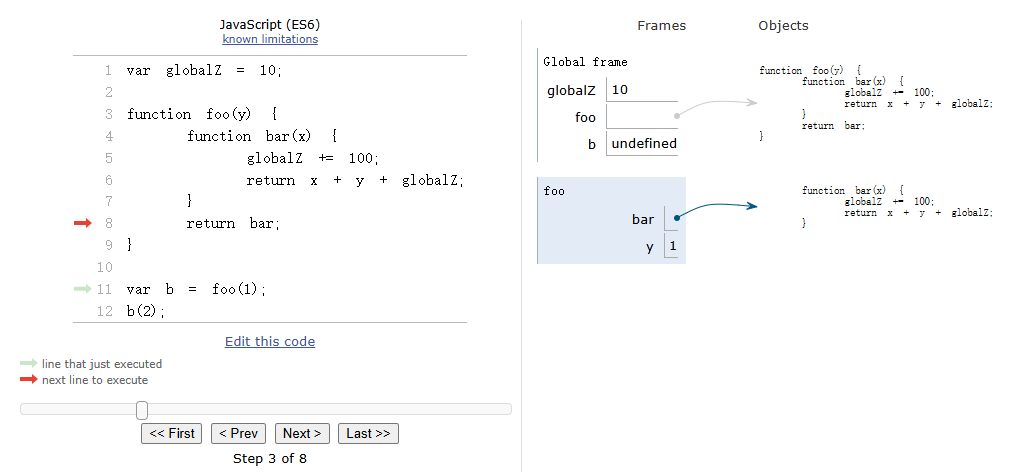 JavaScript (ES6)
known limitations
1 var globalZ = 10;
2
3 function foo(y) {
4 function bar(x) {
5 globalZ += 100;
6 return x + y + globalZ;
7 }
8 return bar;
9 }
10
11 var b = foo(1);
12 b(2);
Edit this code
line that just executed
next line to execute
<< First < Prev Next > Last >>
Step 3 of 8
Frames Objects
Global frame
globalZ 10
foo
b undefined
function foo(y) {
function bar(x) {
globalZ += 100;
return x + y + globalZ;
}
return bar;
}
foo
bar
y 1
function bar(x) {
globalZ += 100;
return x + y + globalZ;
}